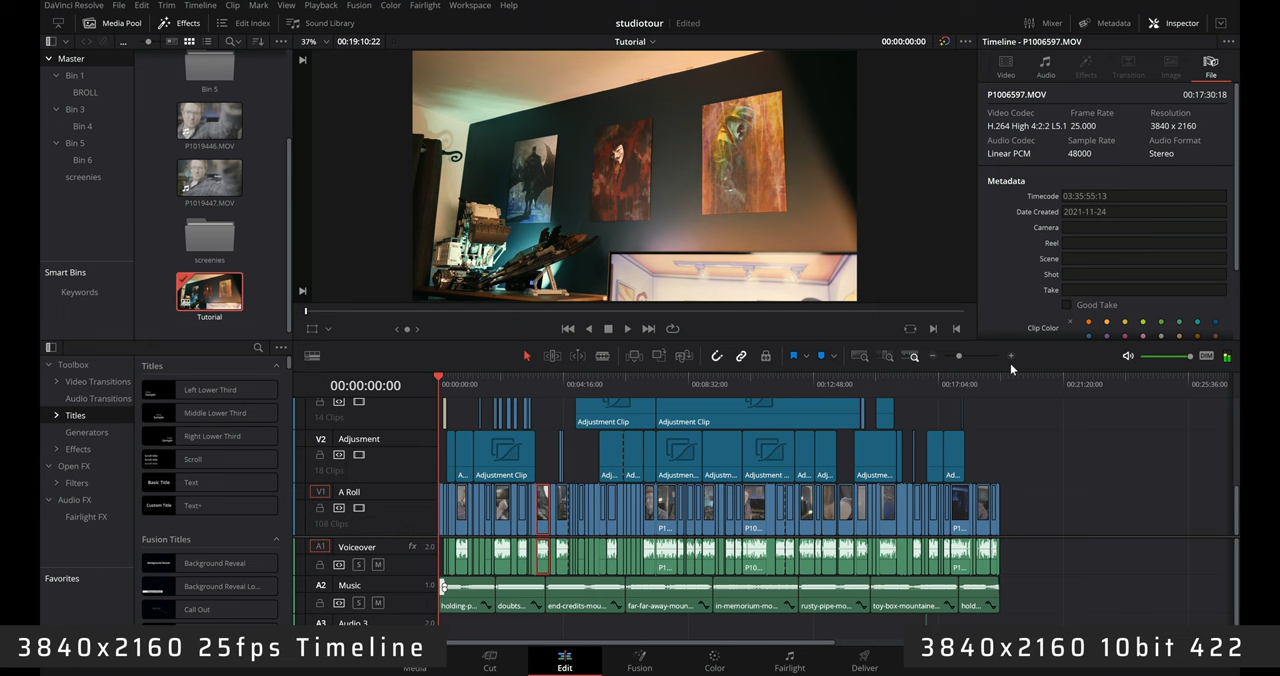 DaVinci Resolve File Edit Trim Timeline Clip Mark View Playback Fusion Color Fairlight Workspace Help
Media Pool Effects Edit Index Sound Library
studiotour Edited
Mixer Metadata Inspector
37% 00:19:10:22
Tutorial
00:00:00:00
Timeline - P1006597.MOV
Master
Bin 1
BROLL
Bin 3
Bin 4
Bin 5
Bin 6
screenies
Smart Bins
Keywords
Bin 5
P1019446.MOV
P1019447.MOV
screenies
Tutorial
Video Audio Effects Transition Image File
P1006597.MOV 00:17:30:18
Video Codec Frame Rate Resolution
H.264 High 4:2:2 L5.1 25.000 3840 x 2160
Audio Codec Sample Rate Audio Format
Linear PCM 48000 Stereo
Metadata
Timecode 03:35:55:13
Date Created 2021-11-24
Camera
Reel
Scene
Shot
Take
Good Take
Clip Color
Toolbox
Video Transitions
Audio Transitions
Titles
Generators
Effects
Open FX
Filters
Audio FX
Fairlight FX
Favorites
Titles
Left Lower Third
Middle Lower Third
Right Lower Third
Scroll
Basic Title Text
Custom Title Text+
Fusion Titles
Background Reveal
Background Reveal Lo...
Call Out
DIM
00:00:00:00
00:00:00:00 00:04:16:00 00:08:32:00 00:12:48:00 00:17:04:00 00:21:20:00 00:25:36:00
14 Clips
Adjustment Clip Adjustment Clip
V2 Adjusment
18 Clips
A... Adjustment Clip Adj... Ad... Adjustmen... Adjustm... Adjustment ... Ad... Adj... Adjustme... Ad...
V1 A Roll
108 Clips
P1... P10... P1...
A1 Voiceover fx 2.0
S M
P1... P10... P1...
A2 Music 1.0
S M
holding-p... doubts... end-credits-mou... far-far-away-moun... in-memorium-mo... rusty-pipe-mo... toy-box-mountaine... hold...
A3 Audio 3
3840x2160 25fps Timeline
3840x2160 10bit 422
Media Cut Edit Fusion Color Fairlight Deliver